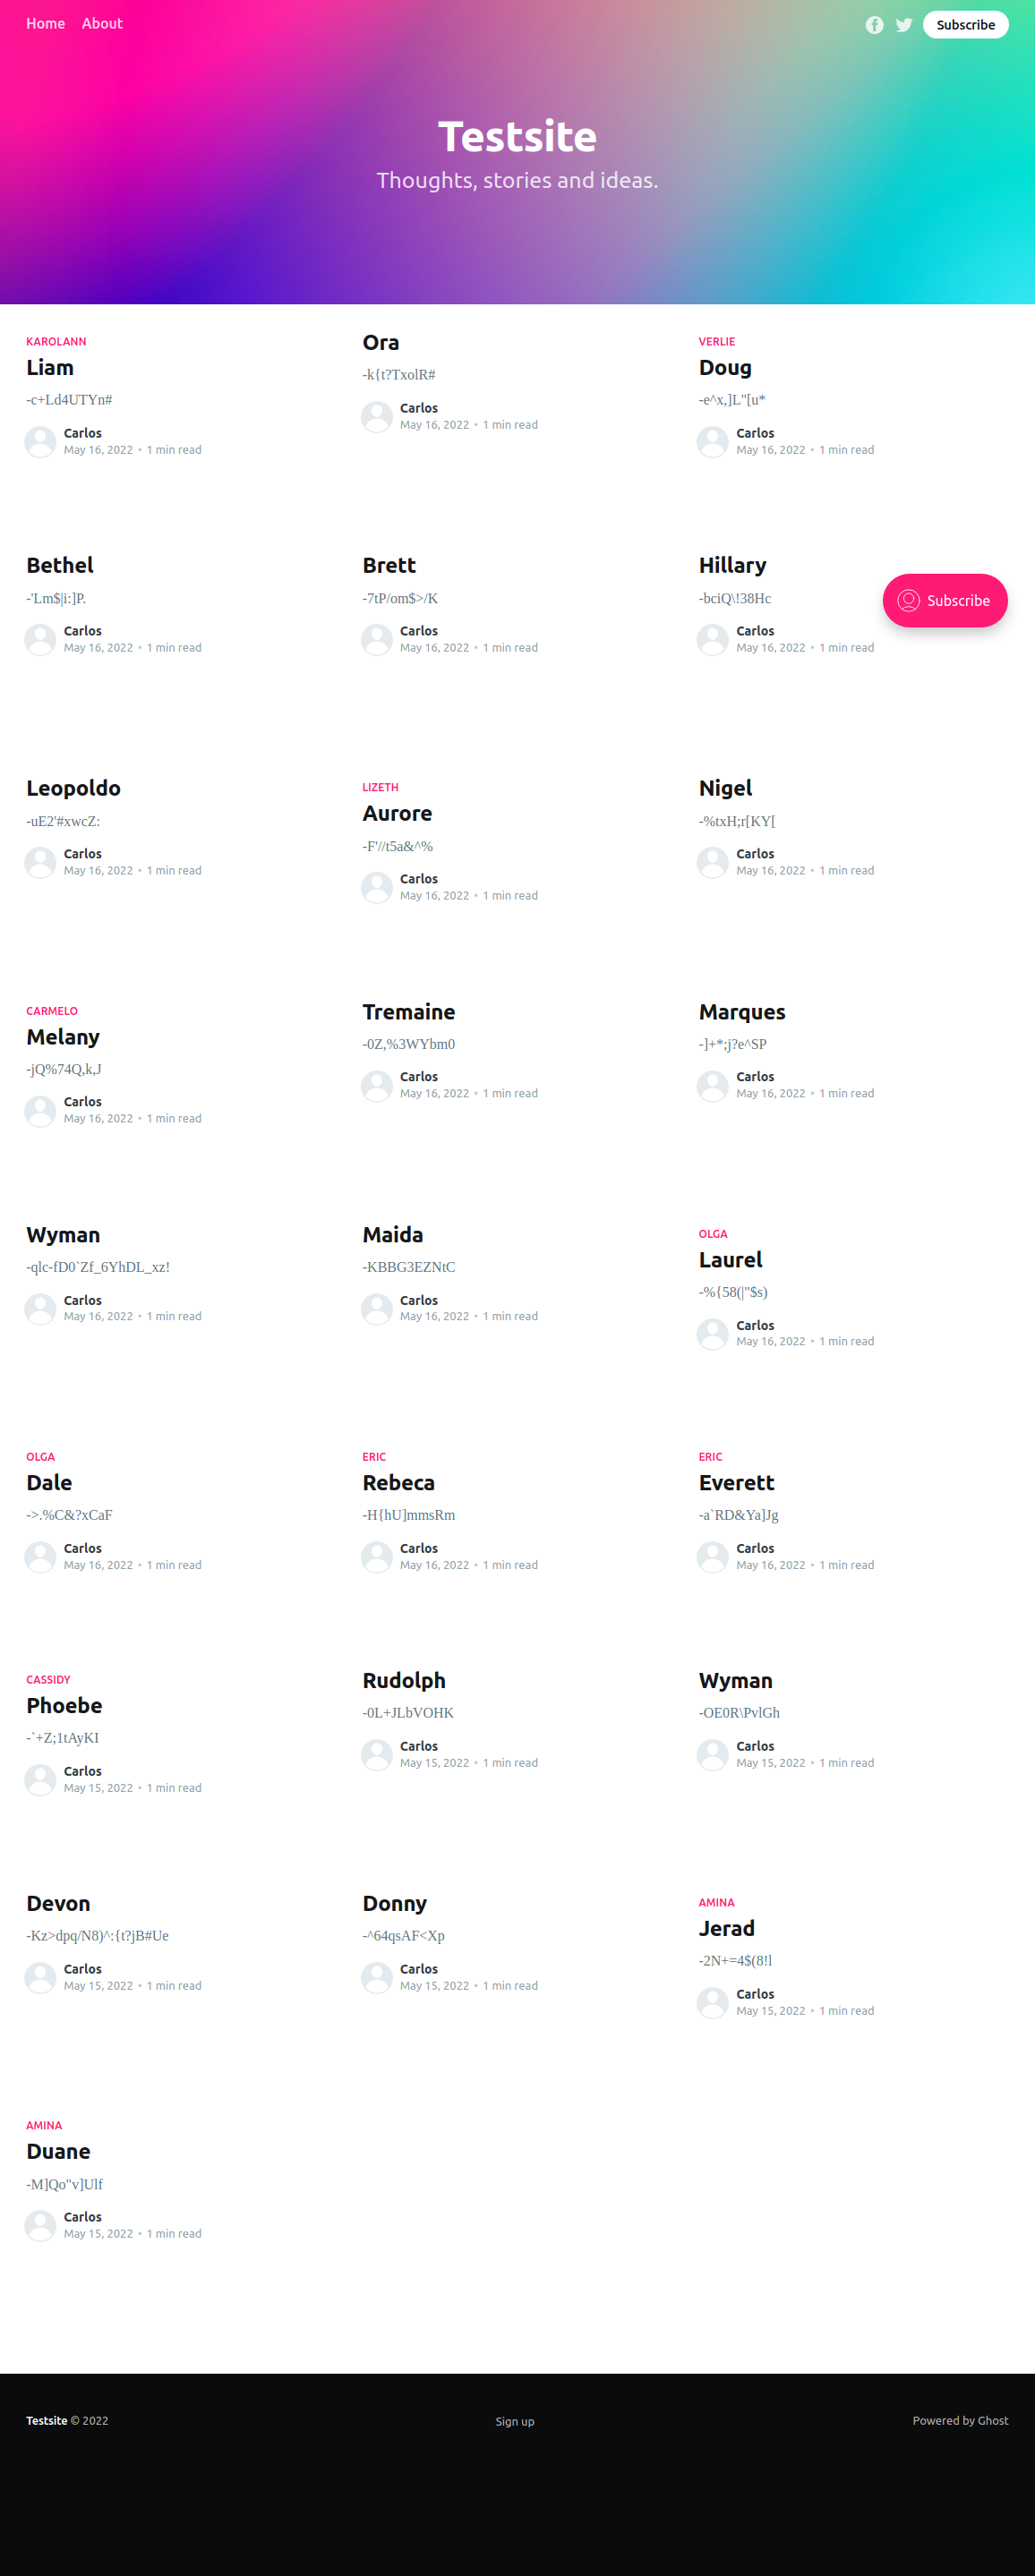 Home About Subscribe
Testsite
Thoughts, stories and ideas.
KAROLANN
Liam
-c+Ld4UTYn#
Carlos
May 16, 2022 • 1 min read
Ora
-k{t?TxolR#
Carlos
May 16, 2022 • 1 min read
VERLIE
Doug
-e^x,]L"[u*
Carlos
May 16, 2022 • 1 min read
Bethel
-'Lm$|i:]P.
Carlos
May 16, 2022 • 1 min read
Brett
-7tP/om$>/K
Carlos
May 16, 2022 • 1 min read
Hillary
-bciQ\!38Hc
Carlos
May 16, 2022 • 1 min read
Subscribe
Leopoldo
-uE2'#xwcZ:
Carlos
May 16, 2022 • 1 min read
LIZETH
Aurore
-F'//t5a&^%
Carlos
May 16, 2022 • 1 min read
Nigel
-%txH;r[KY[
Carlos
May 16, 2022 • 1 min read
CARMELO
Melany
-jQ%74Q,k,J
Carlos
May 16, 2022 • 1 min read
Tremaine
-0Z,%3WYbm0
Carlos
May 16, 2022 • 1 min read
Marques
-]+*;j?e^SP
Carlos
May 16, 2022 • 1 min read
Wyman
-qlc-fD0`Zf_6YhDL_xz!
Carlos
May 16, 2022 • 1 min read
Maida
-KBBG3EZNtC
Carlos
May 16, 2022 • 1 min read
OLGA
Laurel
-%{58(|"$s)
Carlos
May 16, 2022 • 1 min read
OLGA
Dale
->.%C&?xCaF
Carlos
May 16, 2022 • 1 min read
ERIC
Rebeca
-H{hU]mmsRm
Carlos
May 16, 2022 • 1 min read
ERIC
Everett
-a`RD&Ya]Jg
Carlos
May 16, 2022 • 1 min read
CASSIDY
Phoebe
-`+Z;1tAyKI
Carlos
May 15, 2022 • 1 min read
Rudolph
-0L+JLbVOHK
Carlos
May 15, 2022 • 1 min read
Wyman
-OE0R\PvlGh
Carlos
May 15, 2022 • 1 min read
Devon
-Kz>dpq/N8)^:{t?jB#Ue
Carlos
May 15, 2022 • 1 min read
Donny
-^64qsAF<Xp
Carlos
May 15, 2022 • 1 min read
AMINA
Jerad
-2N+=4$(8!l
Carlos
May 15, 2022 • 1 min read
AMINA
Duane
-M]Qo"v]Ulf
Carlos
May 15, 2022 • 1 min read
Testsite © 2022 Sign up Powered by Ghost